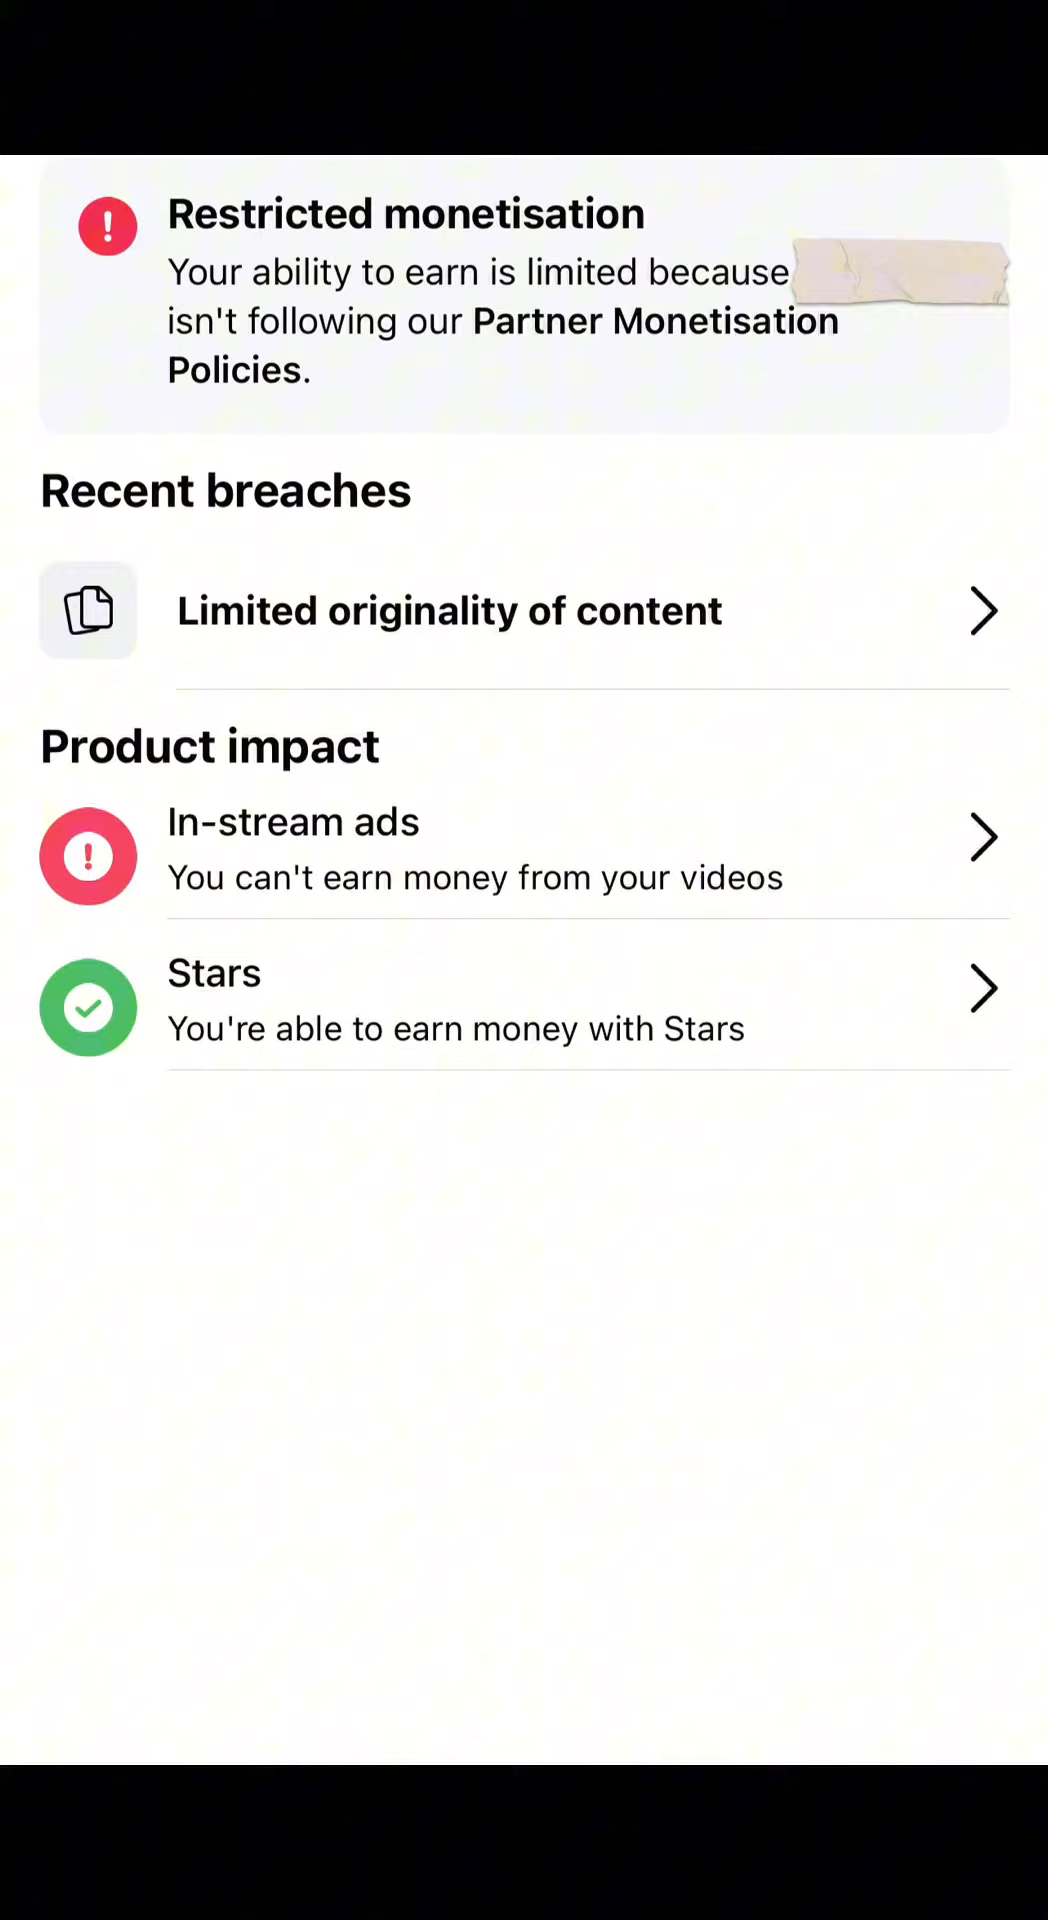 Restricted monetisation
Your ability to earn is limited because
isn't following our Partner Monetisation
Policies.
Recent breaches
Limited originality of content
Product impact
In-stream ads
You can't earn money from your videos
Stars
You're able to earn money with Stars